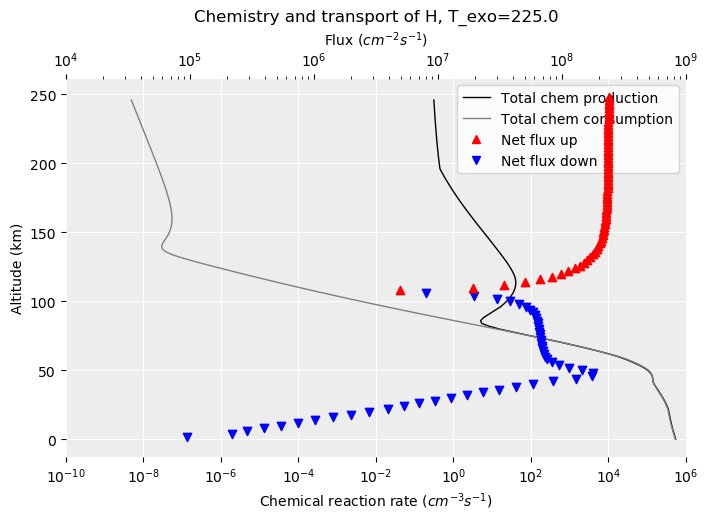 Chemistry and transport of H, T_exo=225.0
Flux (cm⁻²s⁻¹)
10⁴ 10⁵ 10⁶ 10⁷ 10⁸ 10⁹
Total chem production
Total chem consumption
Net flux up
Net flux down
Altitude (km)
250
200
150
100
50
0
10⁻¹⁰ 10⁻⁸ 10⁻⁶ 10⁻⁴ 10⁻² 10⁰ 10² 10⁴ 10⁶
Chemical reaction rate (cm⁻³s⁻¹)